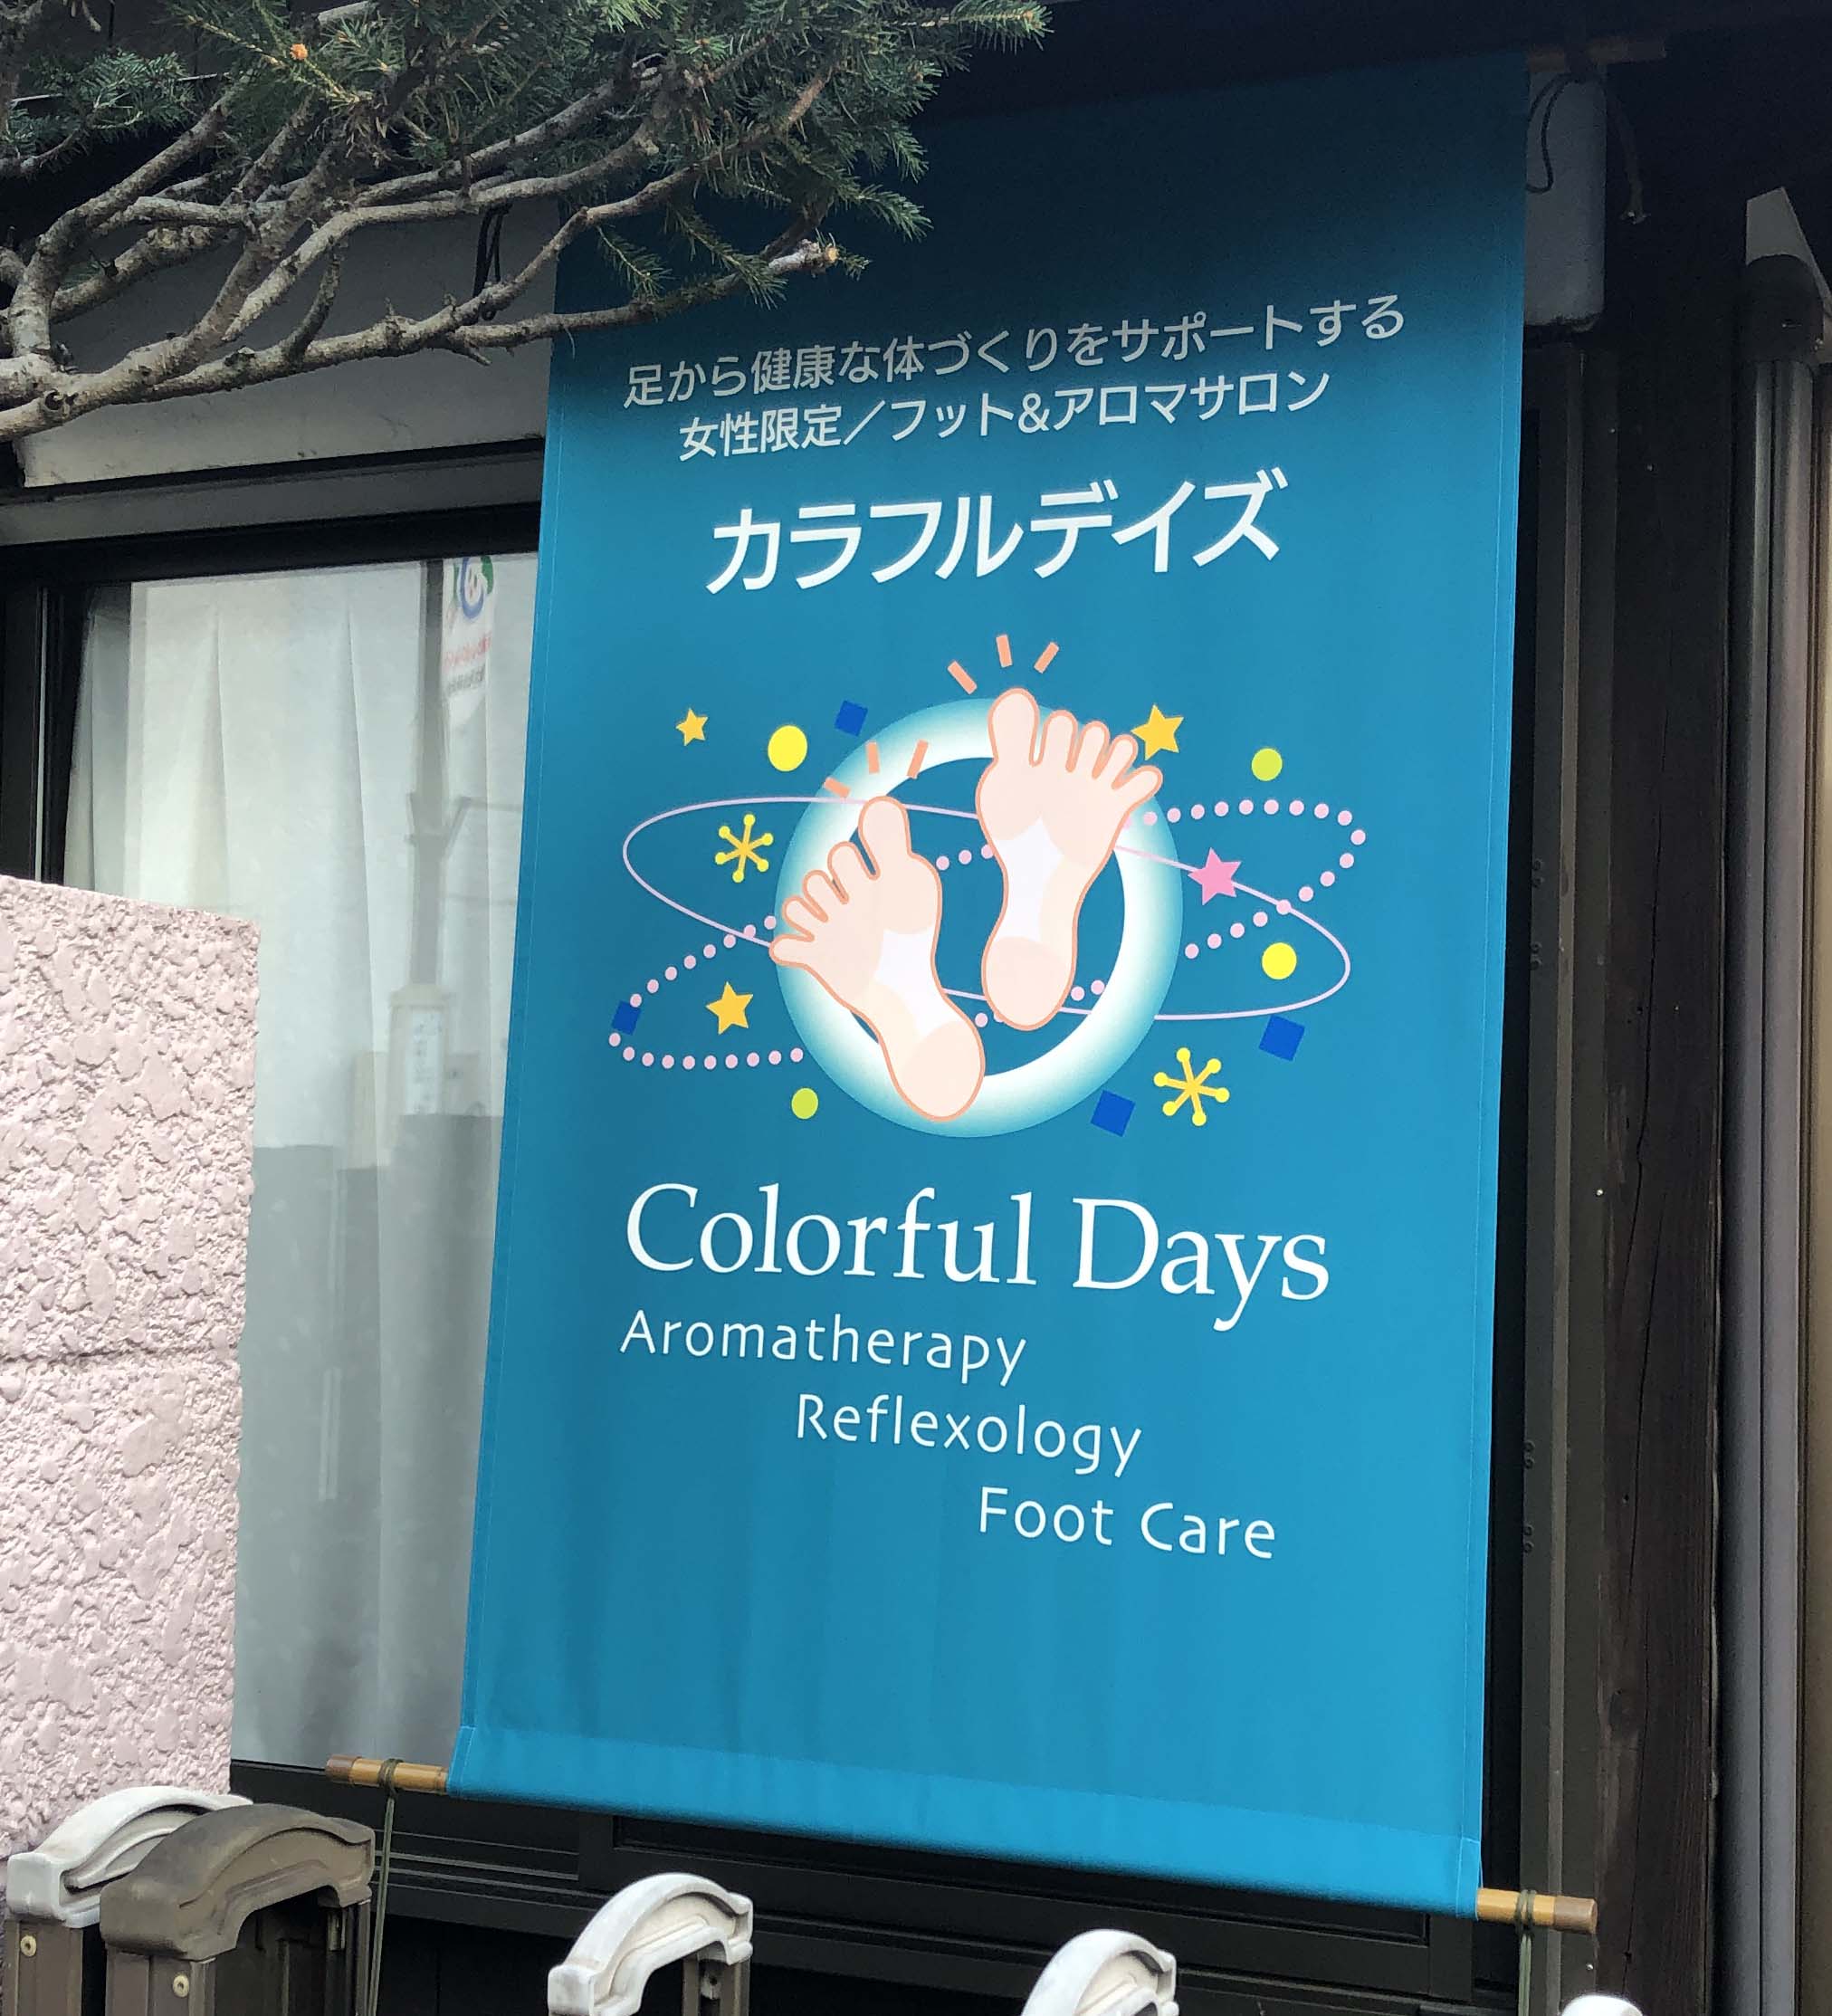 足から健康な体づくりをサポートする
女性限定／フット&アロマサロン
カラフルデイズ
Colorful Days
Aromatherapy
Reflexology
Foot Care